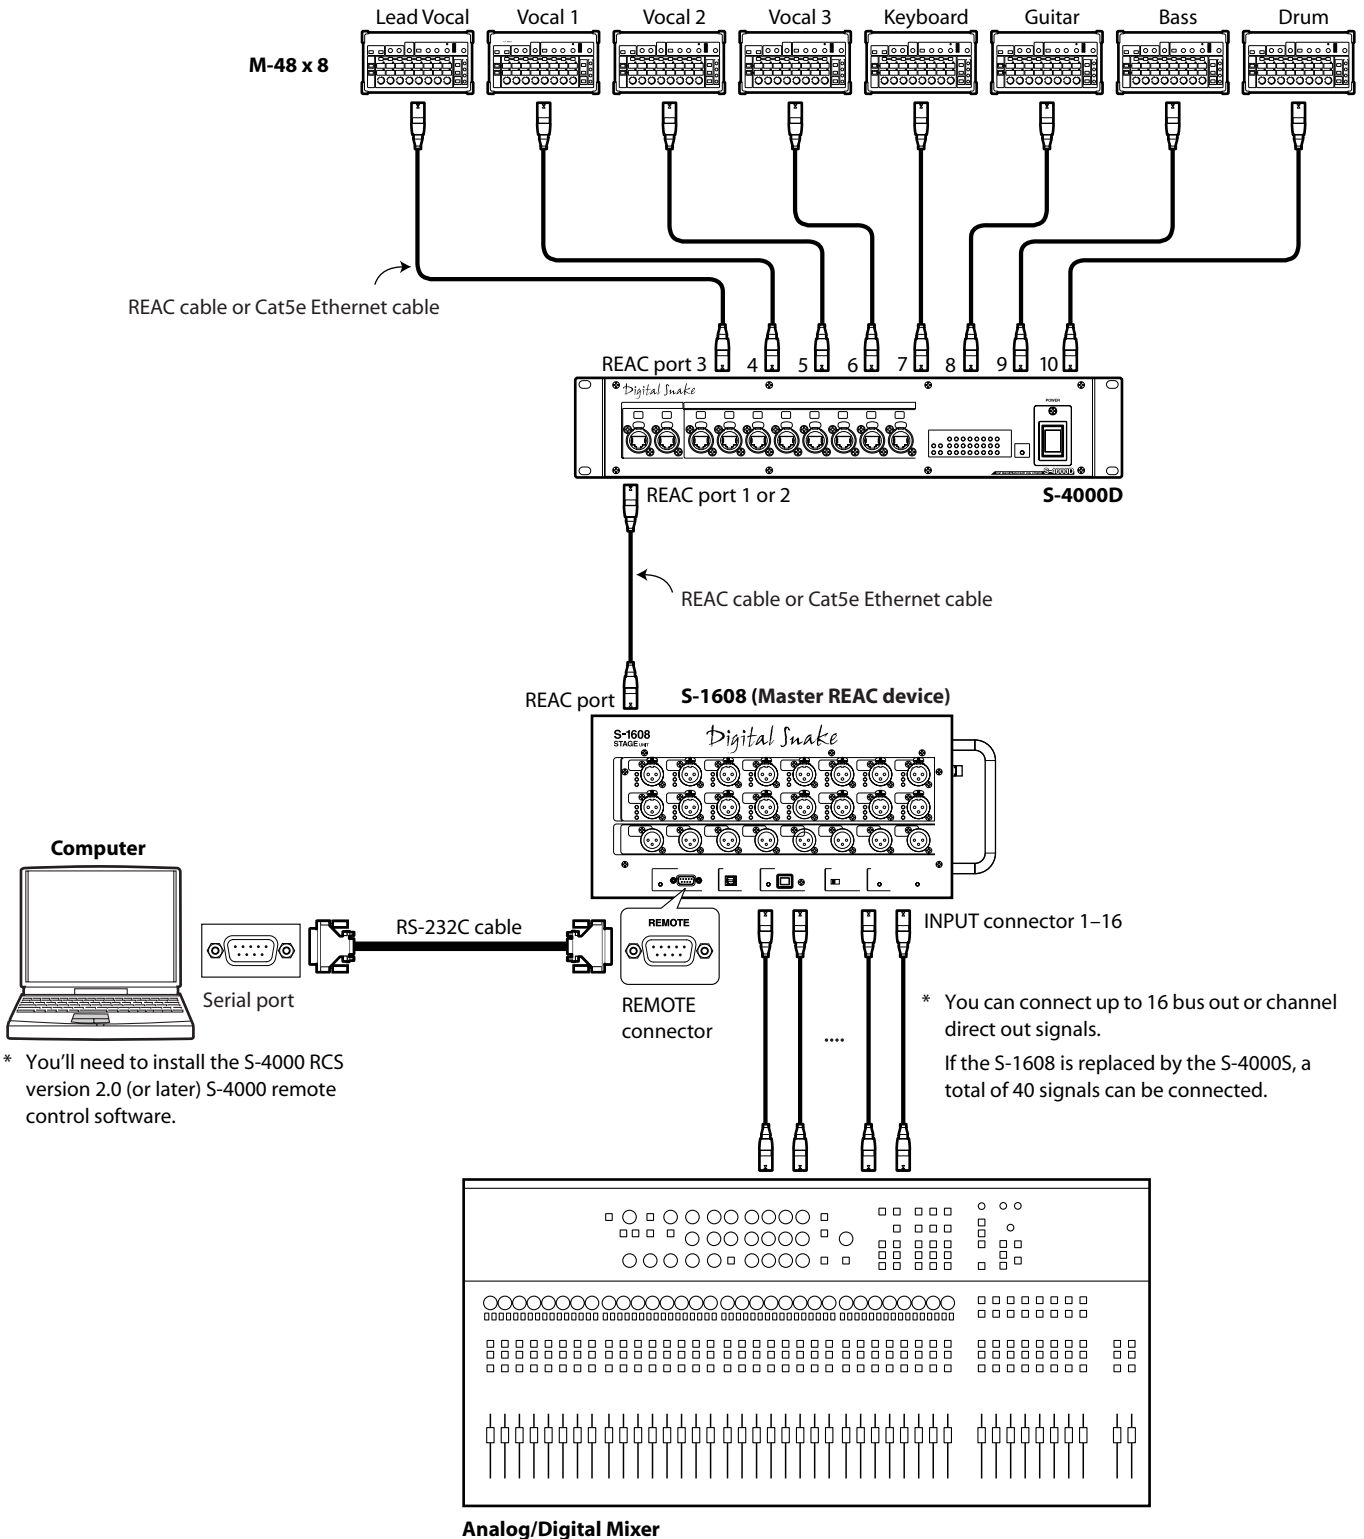 Lead Vocal Vocal 1 Vocal 2 Vocal 3 Keyboard Guitar Bass Drum
M-48 x 8
REAC cable or Cat5e Ethernet cable
REAC port 3 4 5 6 7 8 9 10
Digital Snake
POWER
S-4000D
REAC port 1 or 2
S-4000D
REAC cable or Cat5e Ethernet cable
REAC port
S-1608 (Master REAC device)
S-1608
STAGE UNIT
Digital Snake
Computer
RS-232C cable
Serial port
REMOTE
REMOTE
connector
INPUT connector 1–16
* You can connect up to 16 bus out or channel
direct out signals.
If the S-1608 is replaced by the S-4000S, a
total of 40 signals can be connected.
....
* You’ll need to install the S-4000 RCS
version 2.0 (or later) S-4000 remote
control software.
Analog/Digital Mixer